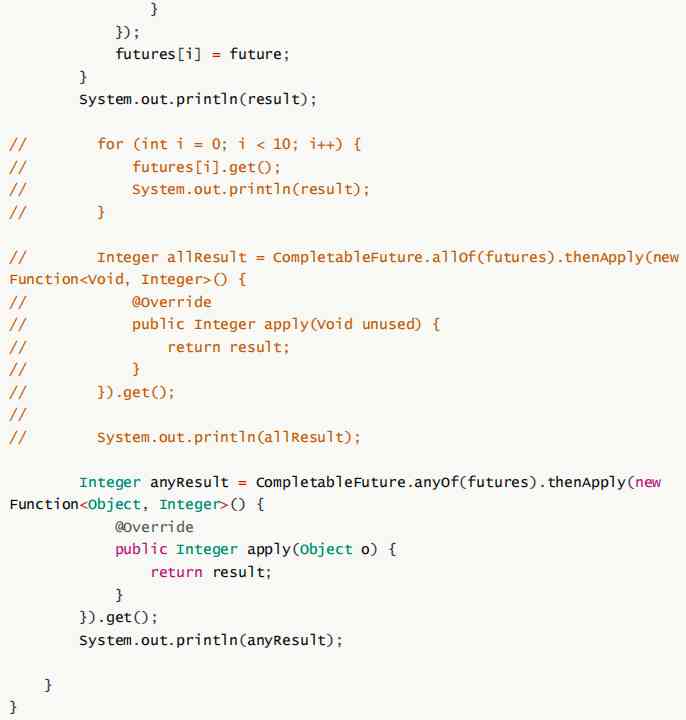 }
            });
            futures[i] = future;
        }
        System.out.println(result);

//        for (int i = 0; i < 10; i++) {
//            futures[i].get();
//            System.out.println(result);
//        }

//        Integer allResult = CompletableFuture.allOf(futures).thenApply(new
Function<Void, Integer>() {
//            @Override
//            public Integer apply(Void unused) {
//                return result;
//            }
//        }).get();
//
//        System.out.println(allResult);

        Integer anyResult = CompletableFuture.anyOf(futures).thenApply(new
Function<Object, Integer>() {
            @Override
            public Integer apply(Object o) {
                return result;
            }
        }).get();
        System.out.println(anyResult);

    }
}